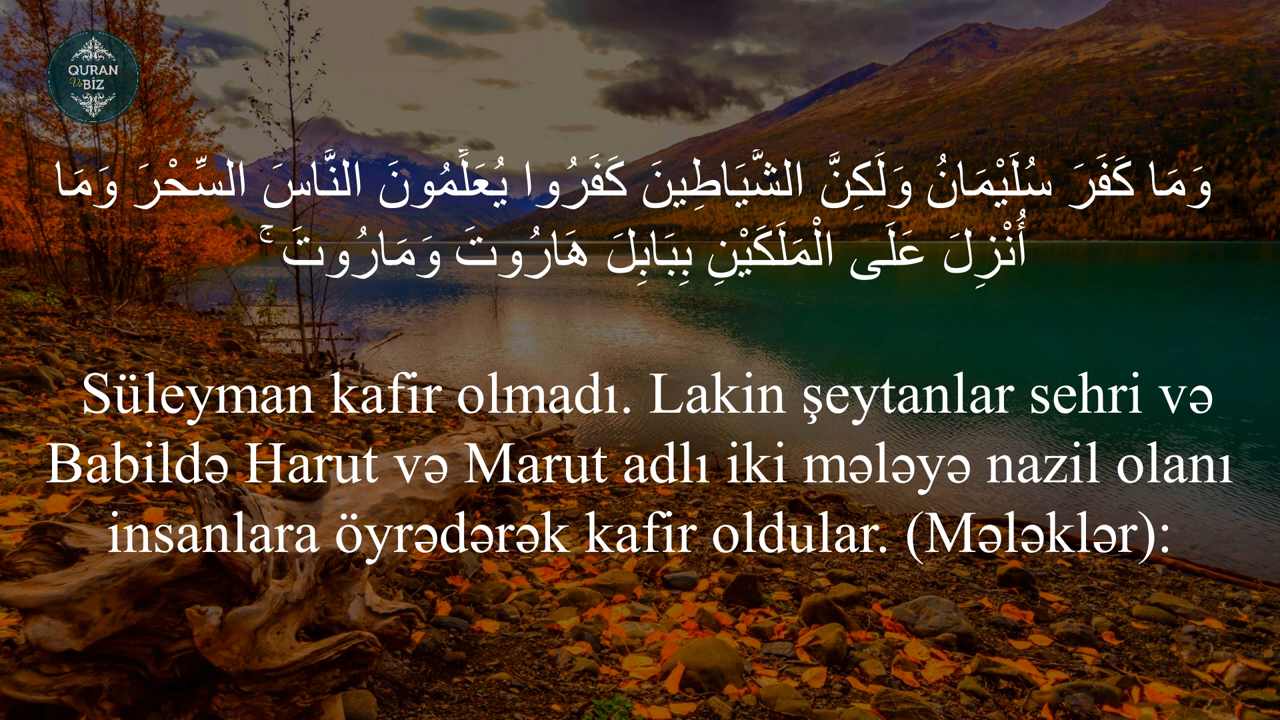 QURAN
Və
BİZ
وَمَا كَفَرَ سُلَيْمَانُ وَلَكِنَّ الشَّيَاطِينَ كَفَرُوا يُعَلِّمُونَ النَّاسَ السِّحْرَ وَمَا
أُنْزِلَ عَلَى الْمَلَكَيْنِ بِبَابِلَ هَارُوتَ وَمَارُوتَ ۚ
Süleyman kafir olmadı. Lakin şeytanlar sehri və
Babildə Harut və Marut adlı iki mələyə nazil olanı
insanlara öyrədərək kafir oldular. (Mələklər):